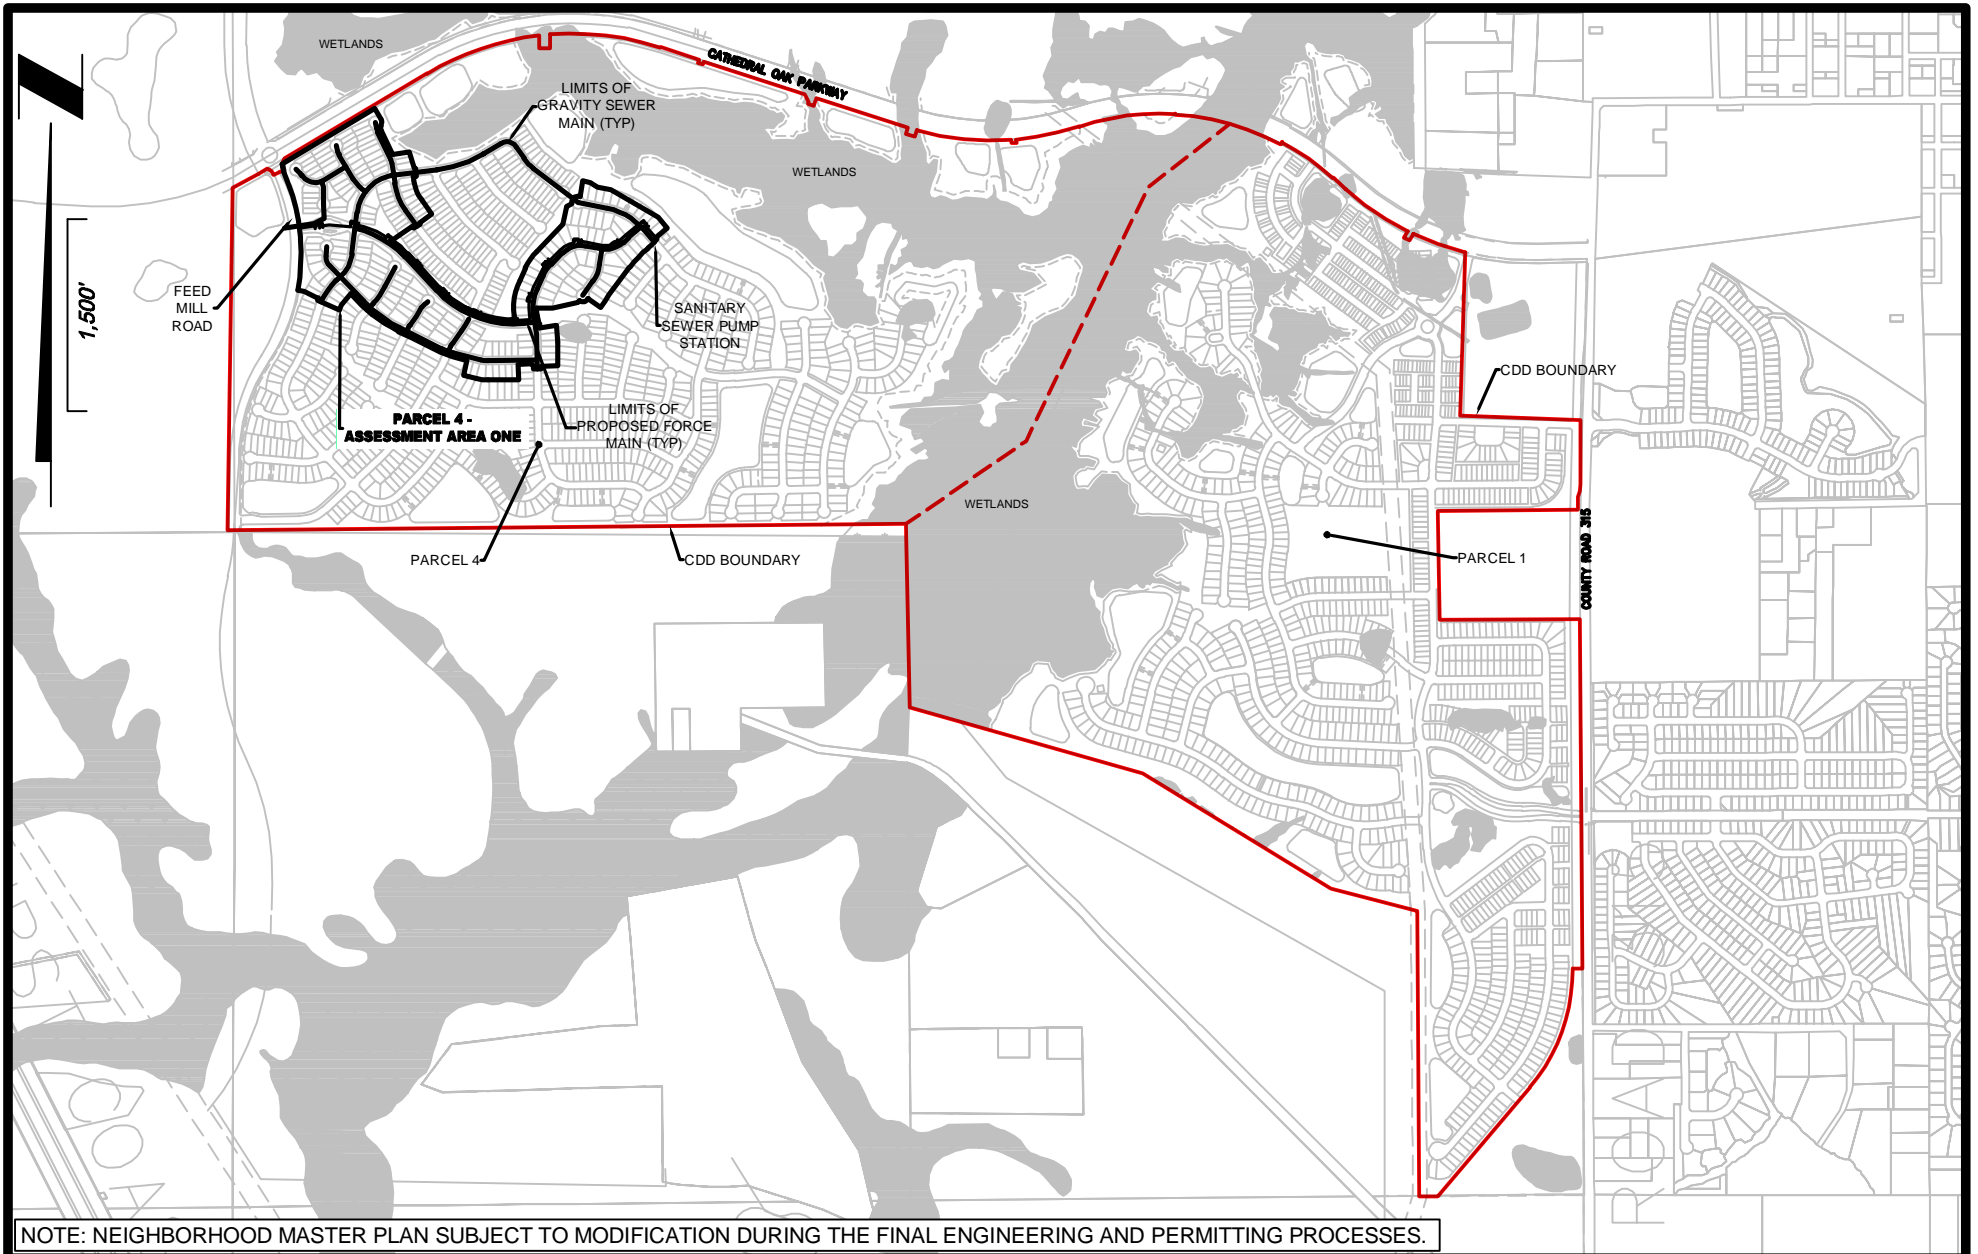 WETLANDS
CATHEDRAL OAK PARKWAY
LIMITS OF
GRAVITY SEWER
MAIN (TYP)
WETLANDS
FEED
MILL
ROAD
1,500'
SANITARY
SEWER PUMP
STATION
CDD BOUNDARY
PARCEL 4 -
ASSESSMENT AREA ONE
LIMITS OF
PROPOSED FORCE
MAIN (TYP)
WETLANDS
PARCEL 4
CDD BOUNDARY
PARCEL 1
COUNTY ROAD 315
NOTE: NEIGHBORHOOD MASTER PLAN SUBJECT TO MODIFICATION DURING THE FINAL ENGINEERING AND PERMITTING PROCESSES.